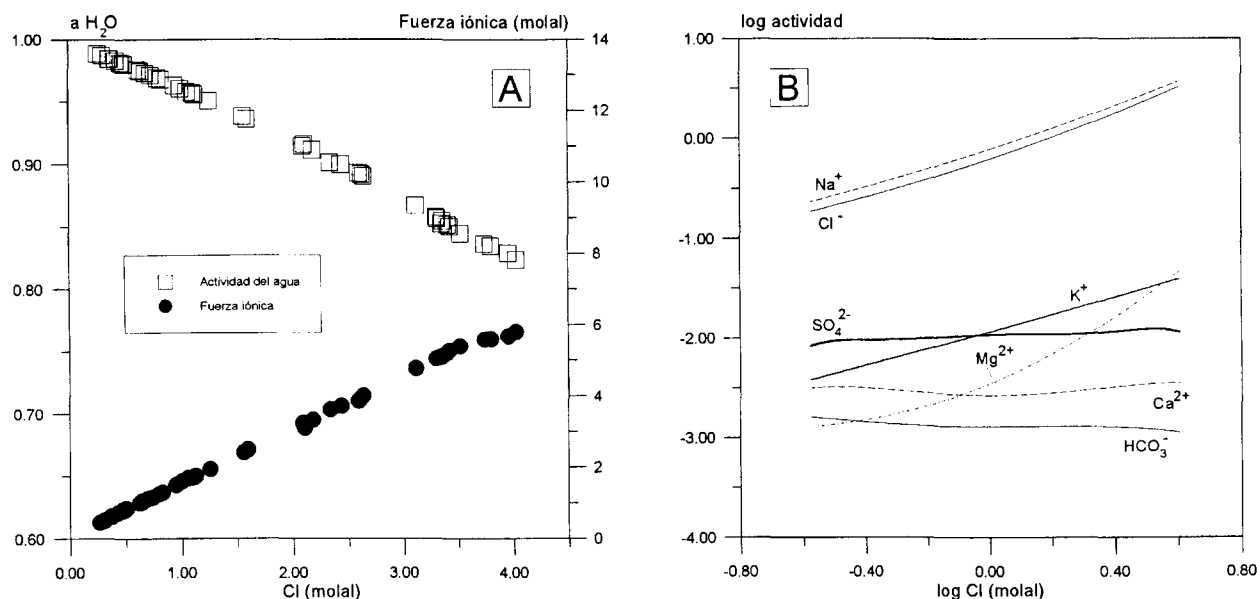 a H2O
Fuerza iónica (molal)
A
1.00
0.90
0.80
0.70
0.60
14
12
10
8
6
4
2
0
Actividad del agua
Fuerza iónica
0.00 1.00 2.00 3.00 4.00
Cl (molal)
log actividad
B
1.00
0.00
-1.00
-2.00
-3.00
-4.00
Na+
Cl-
K+
SO4 2-
Mg2+
Ca2+
HCO3-
-0.80 -0.40 0.00 0.40 0.80
log Cl (molal)